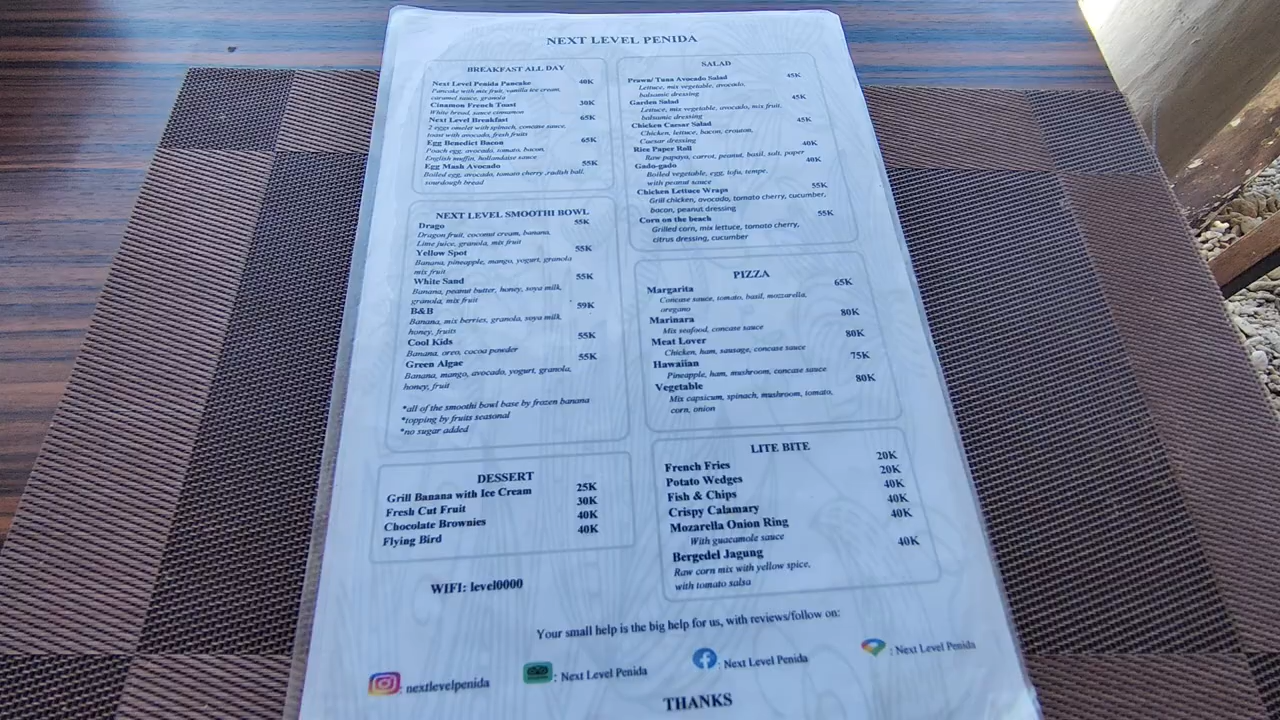 NEXT LEVEL PENIDA
BREAKFAST ALL DAY
Next Level Penida Pancake 40K
Pancake with mix fruit, vanilla ice cream,
caramel sauce, granola
Cinamon French Toast 30K
White bread, sauce cinnamon
Next Level Breakfast 65K
2 eggs omelet with spinach, concase sauce,
toast with avocado, fresh fruits
Egg Benedict Bacon 65K
Poach egg, avocado, tomato, bacon,
English muffin, hollandaise sauce
Egg Mash Avocado 55K
Boiled egg, avocado, tomato cherry ,radish ball,
sourdough bread
NEXT LEVEL SMOOTHI BOWL
Drago 55K
Dragon fruit, coconut cream, banana,
Lime juice, granola, mix fruit
Yellow Spot 55K
Banana, pineapple, mango, yogurt, granola
mix fruit
White Sand 55K
Banana, peanut butter, honey, soya milk,
granola, mix fruit
B&B 59K
Banana, mix berries, granola, soya milk,
honey, fruits
Cool Kids 55K
Banana, oreo, cocoa powder
Green Algae 55K
Banana, mango, avocado, yogurt, granola,
honey, fruit
*all of the smoothi bowl base by frozen banana
*topping by fruits seasonal
*no sugar added
DESSERT
Grill Banana with Ice Cream 25K
Fresh Cut Fruit 30K
Chocolate Brownies 40K
Flying Bird 40K
WIFI: level0000
SALAD
Prawn/ Tuna Avocado Salad 45K
Lettuce, mix vegetable, avocado,
balsamic dressing
Garden Salad 45K
Lettuce, mix vegetable, avocado, mix fruit,
balsamic dressing
Chicken Caesar Salad 45K
Chicken, lettuce, bacon, crouton,
Caesar dressing
Rice Paper Roll 40K
Raw papaya, carrot, peanut, basil, salt, paper
Gado-gado 40K
Boiled vegetable, egg, tofu, tempe,
with peanut sauce
Chicken Lettuce Wraps 55K
Grill chicken, avocado, tomato cherry, cucumber,
bacon, peanut dressing
Corn on the beach 55K
Grilled corn, mix lettuce, tomato cherry,
citrus dressing, cucumber
PIZZA
Margarita 65K
Concase sauce, tomato, basil, mozzarella,
oregano
Marinara 80K
Mix seafood, concase sauce
Meat Lover 80K
Chicken, ham, sausage, concase sauce
Hawaiian 75K
Pineapple, ham, mushroom, concase sauce
Vegetable 80K
Mix capsicum, spinach, mushroom, tomato,
corn, onion
LITE BITE
French Fries 20K
Potato Wedges 20K
Fish & Chips 40K
Crispy Calamary 40K
Mozarella Onion Ring 40K
With guacamole sauce
Bergedel Jagung 40K
Raw corn mix with yellow spice,
with tomato salsa
Your small help is the big help for us, with reviews/follow on:
: nextlevelpenida : Next Level Penida : Next Level Penida : Next Level Penida
THANKS